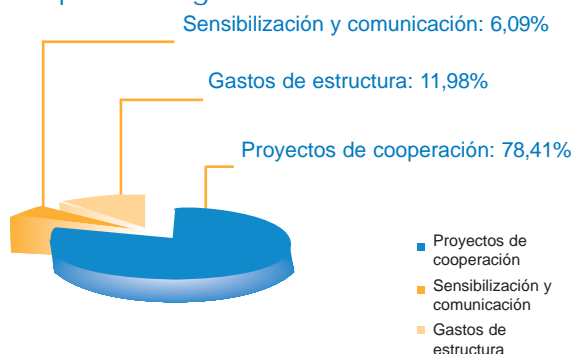 Sensibilización y comunicación: 6,09%
Gastos de estructura: 11,98%
Proyectos de cooperación: 78,41%
Proyectos de
cooperación
Sensibilización y
comunicación
Gastos de
estructura